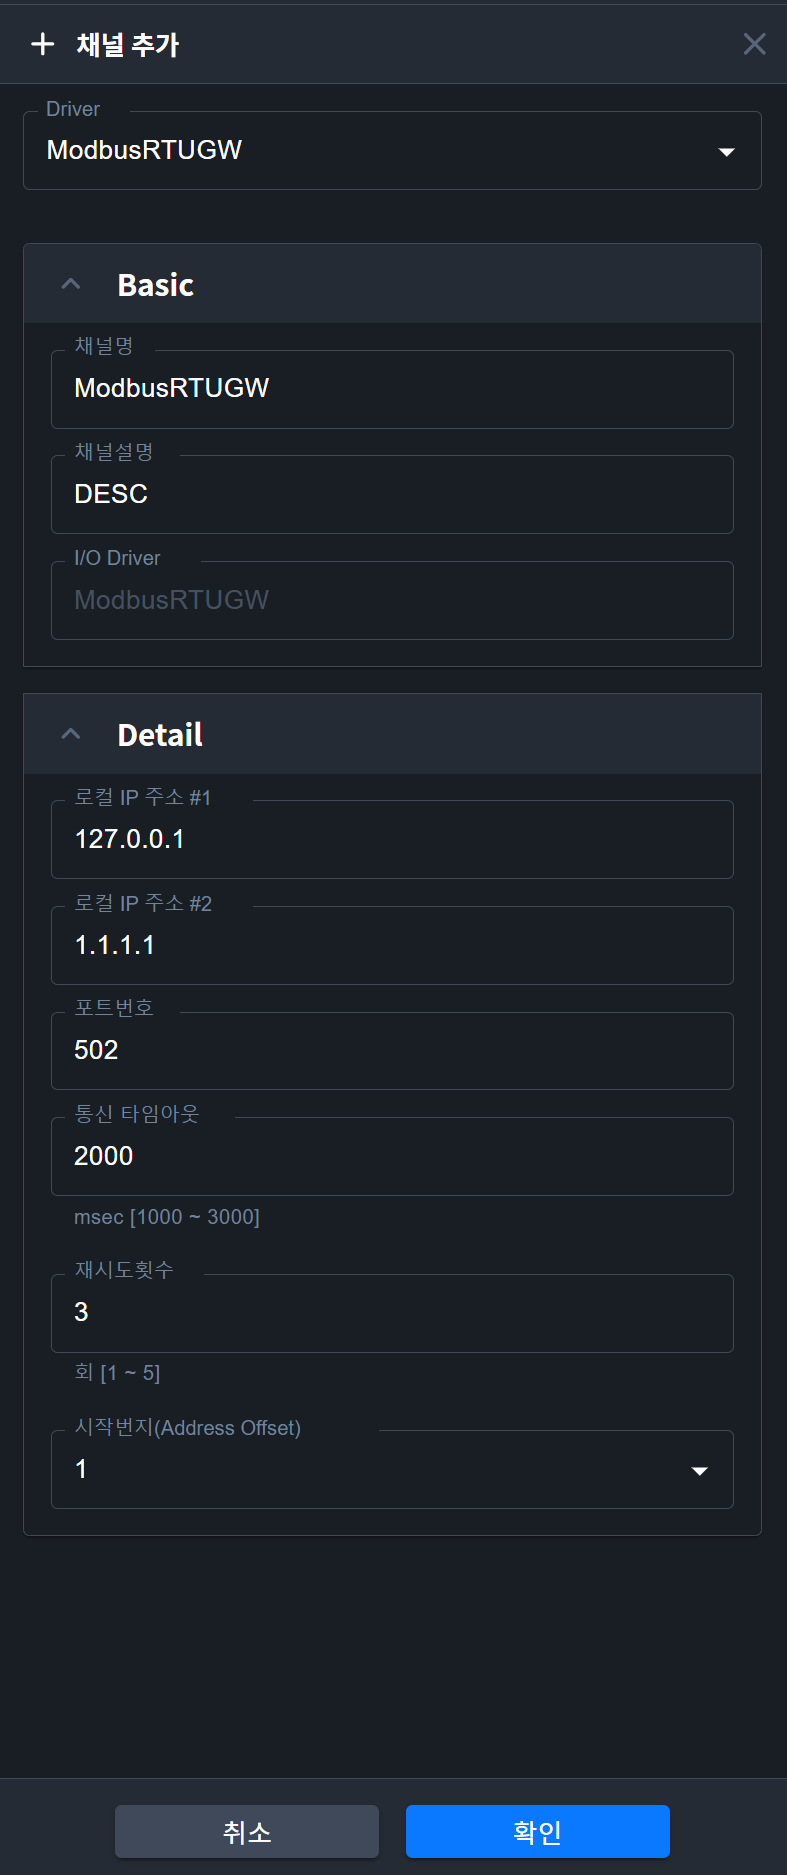 채널 추가
Driver
ModbusRTUGW
Basic
채널명
ModbusRTUGW
채널설명
DESC
I/O Driver
ModbusRTUGW
Detail
로컬 IP 주소 #1
127.0.0.1
로컬 IP 주소 #2
1.1.1.1
포트번호
502
통신 타임아웃
2000
msec [1000 ~ 3000]
재시도횟수
3
회 [1 ~ 5]
시작번지(Address Offset)
1
취소
확인